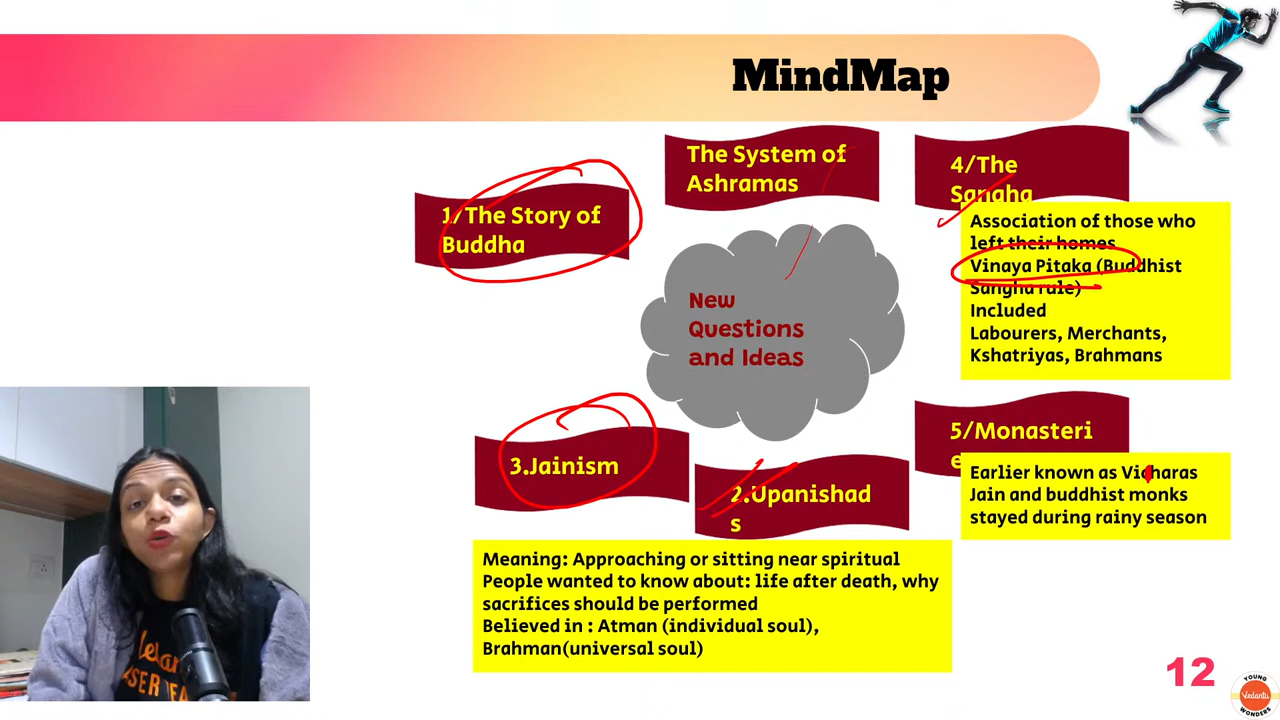 MindMap
The System of
Ashramas
4/The
Sangha
1/The Story of
Buddha
Association of those who
left their homes
Vinaya Pitaka (Buddhist
Sangha rule)
Included
Labourers, Merchants,
Kshatriyas, Brahmans
New
Questions
and Ideas
3.Jainism
2.Upanishad
s
5/Monasteri
e
Earlier known as Vidharas
Jain and buddhist monks
stayed during rainy season
Meaning: Approaching or sitting near spiritual
People wanted to know about: life after death, why
sacrifices should be performed
Believed in : Atman (individual soul),
Brahman(universal soul)
12
YOUNG
Vedantu
WONDERS